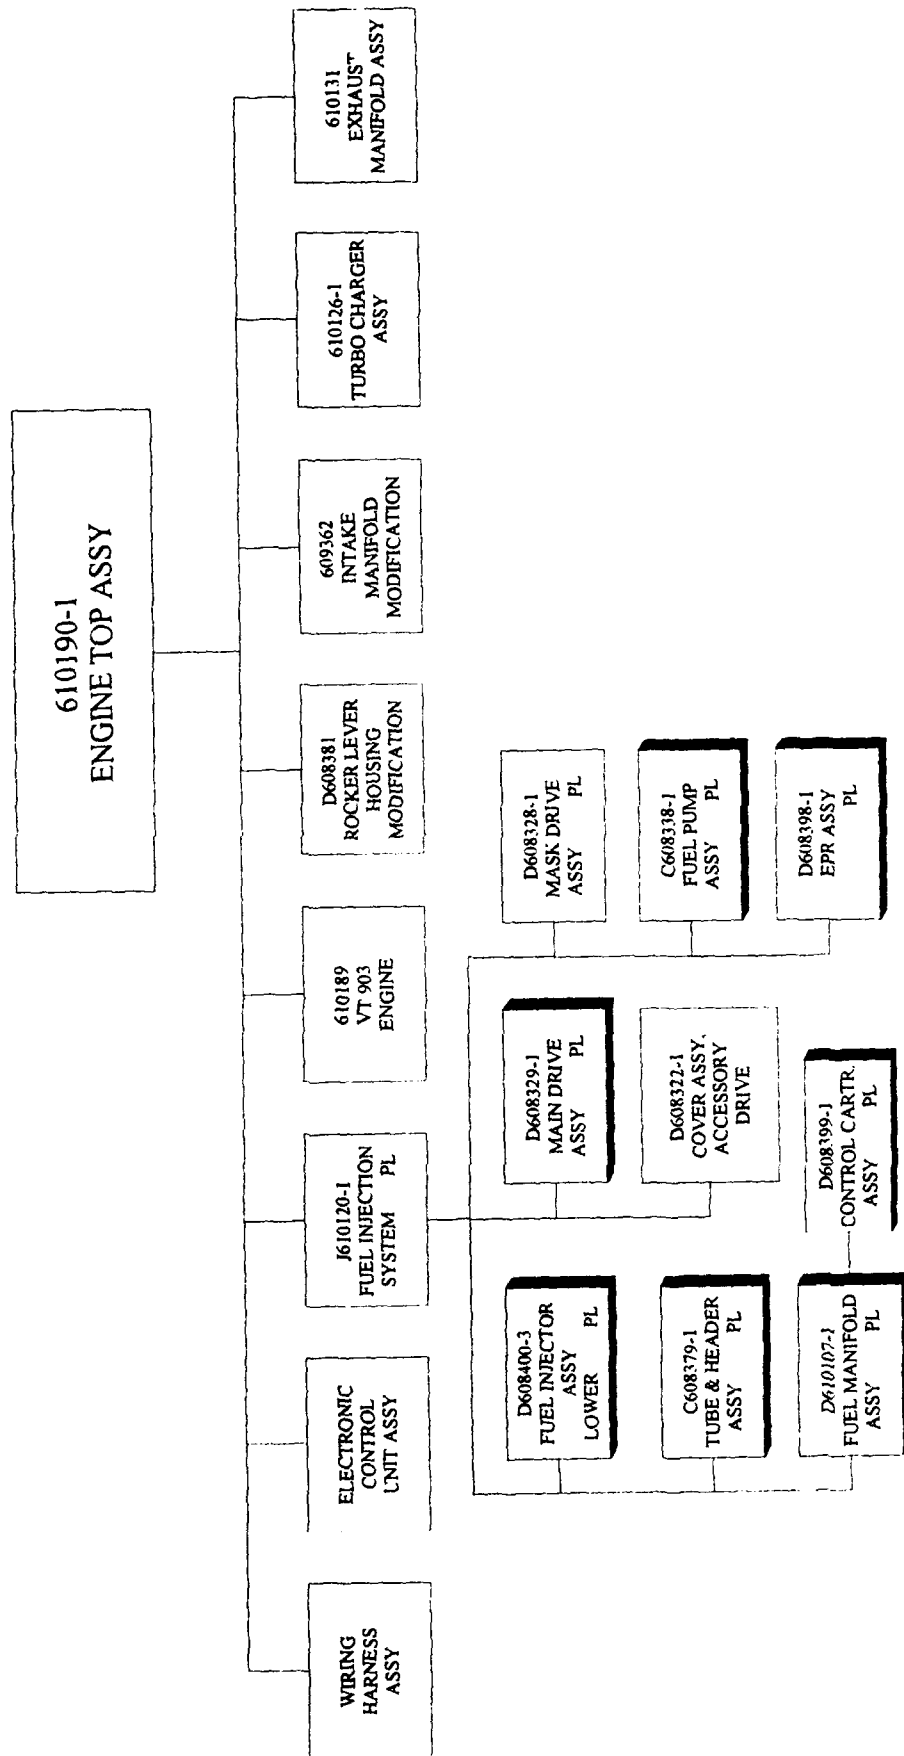 610190-1
ENGINE TOP ASSY
WIRING
HARNESS
ASSY
ELECTRONIC
CONTROL
UNIT ASSY
J610120-1
FUEL INJECTION
SYSTEM PL
610189
VT 903
ENGINE
D608381
ROCKER LEVER
HOUSING
MODIFICATION
609362
INTAKE
MANIFOLD
MODIFICATION
610126-1
TURBO CHARGER
ASSY
610131
EXHAUST
MANIFOLD ASSY
D608400-3
FUEL INJECTOR
ASSY
LOWER PL
D608329-1
MAIN DRIVE
ASSY PL
D608328-1
MASK DRIVE
ASSY PL
C608379-1
TUBE & HEADER
ASSY PL
D608322-1
COVER ASSY,
ACCESSORY
DRIVE
C608338-1
FUEL PUMP
ASSY PL
D610107-1
FUEL MANIFOLD
ASSY PL
D608399-1
CONTROL CARTR.
ASSY PL
D608398-1
EPR ASSY
PL